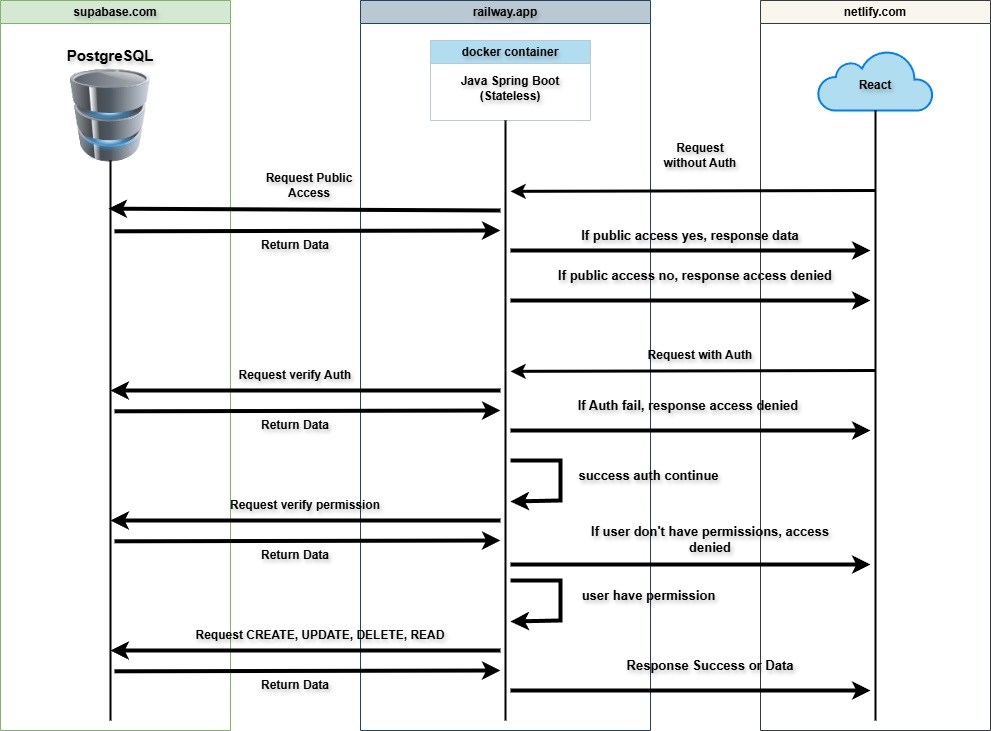 supabase.com
railway.app
netlify.com
PostgreSQL
docker container
Java Spring Boot
(Stateless)
React
Request
without Auth
Request Public
Access
Return Data
If public access yes, response data
If public access no, response access denied
Request with Auth
Request verify Auth
Return Data
If Auth fail, response access denied
success auth continue
Request verify permission
Return Data
If user don't have permissions, access
denied
user have permission
Request CREATE, UPDATE, DELETE, READ
Return Data
Response Success or Data